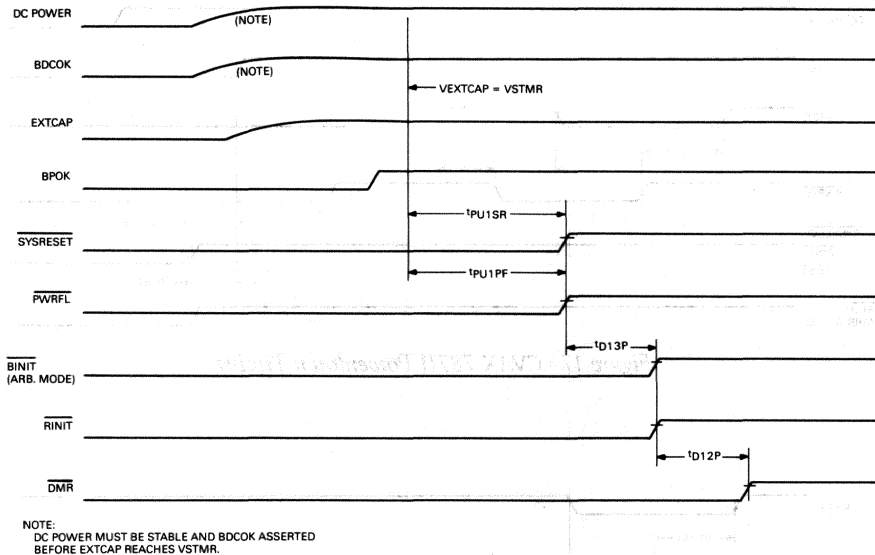 DC POWER
(NOTE)
BDCOK
(NOTE)
VEXTCAP = VSTMR
EXTCAP
BPOK
tPU1SR
SYSRESET
tPU1PF
PWRFL
tD13P
BINIT
(ARB. MODE)
RINIT
tD12P
DMR
NOTE:
DC POWER MUST BE STABLE AND BDCOK ASSERTED
BEFORE EXTCAP REACHES VSTMR.